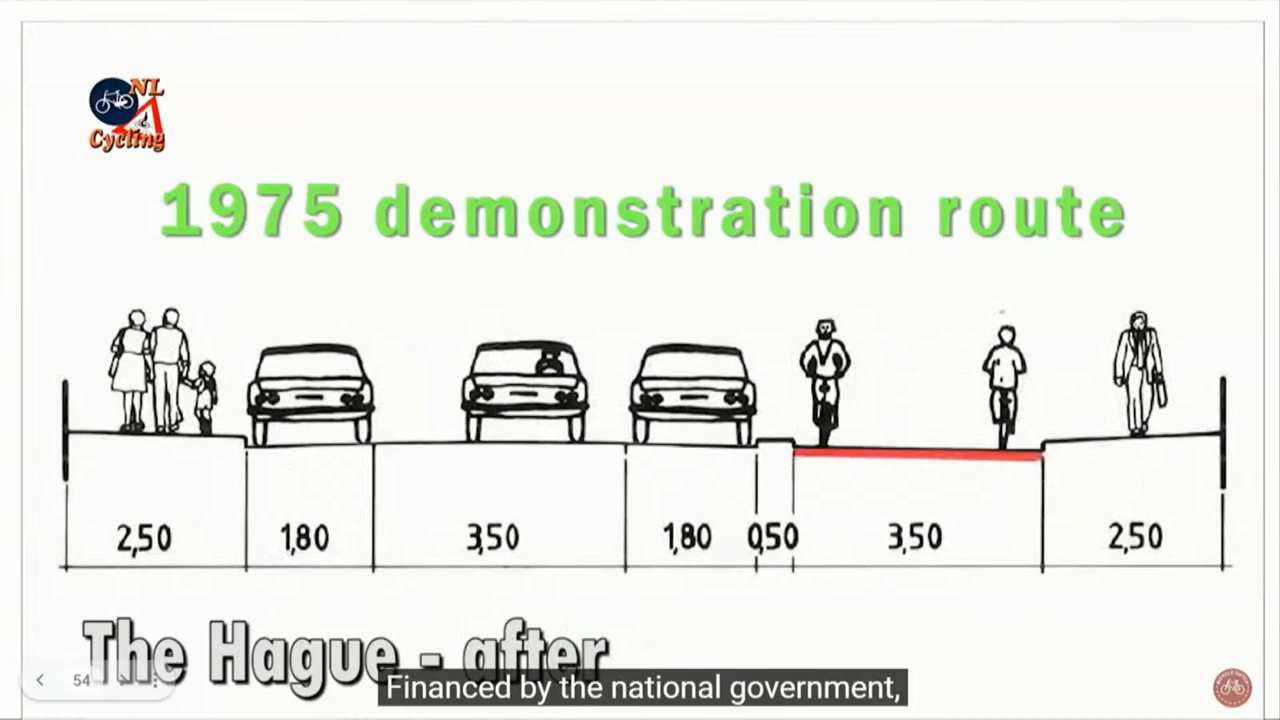 NL
Cycling
1975 demonstration route
2,50 1,80 3,50 1,80 0,50 3,50 2,50
The Hague - after
54
Financed by the national government,